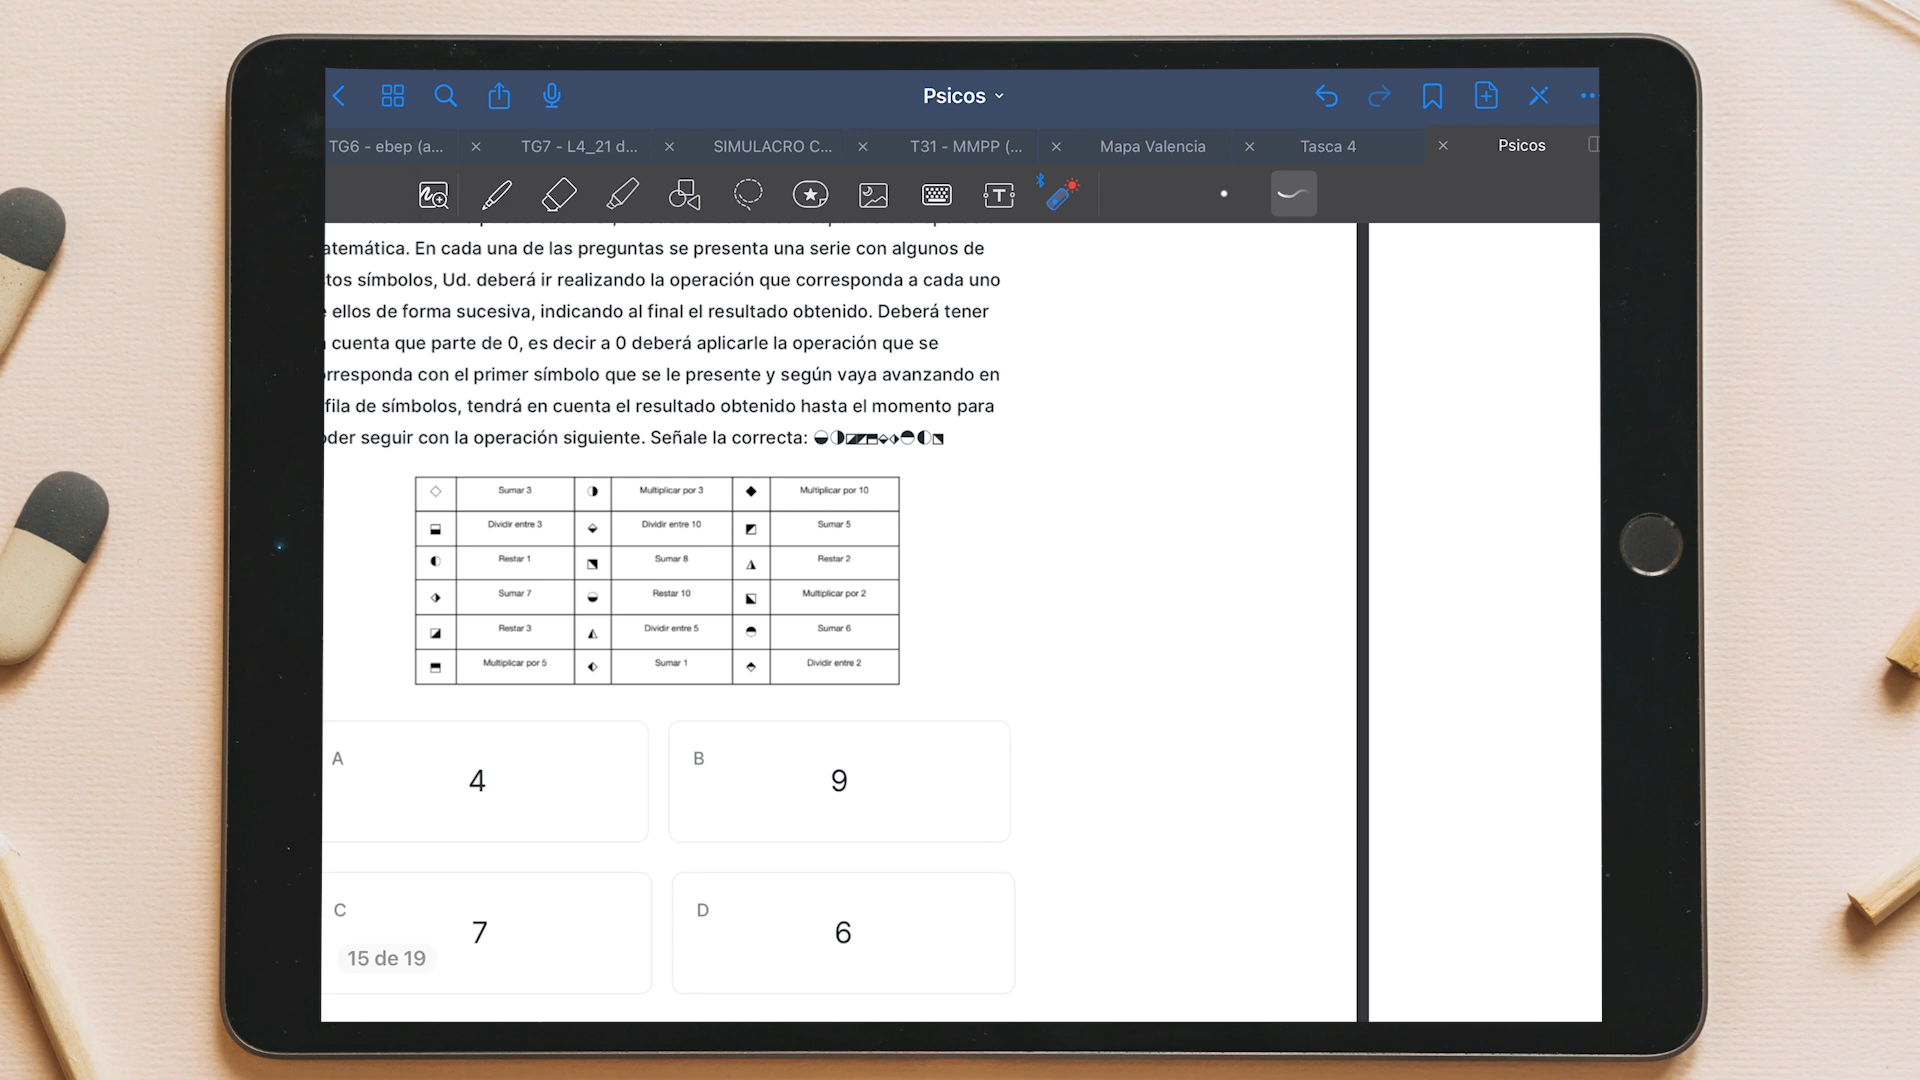 Psicos
TG6 - ebep (a...
TG7 - L4_21 d...
SIMULACRO C...
T31 - MMPP (...
Mapa Valencia
Tasca 4
Psicos
atemática. En cada una de las preguntas se presenta una serie con algunos de
tos símbolos, Ud. deberá ir realizando la operación que corresponda a cada uno
ellos de forma sucesiva, indicando al final el resultado obtenido. Deberá tener
cuenta que parte de 0, es decir a 0 deberá aplicarle la operación que se
rresponda con el primer símbolo que se le presente y según vaya avanzando en
fila de símbolos, tendrá en cuenta el resultado obtenido hasta el momento para
der seguir con la operación siguiente. Señale la correcta: ◒◑◪◩⬒⬙⬗◓◐⬔
◇ Sumar 3 ◑ Multiplicar por 3 ◆ Multiplicar por 10
⬓ Dividir entre 3 ⬙ Dividir entre 10 ◩ Sumar 5
◐ Restar 1 ⬔ Sumar 8 ◮ Restar 2
⬗ Sumar 7 ◒ Restar 10 ⬕ Multiplicar por 2
◪ Restar 3 ◭ Dividir entre 5 ◓ Sumar 6
⬒ Multiplicar por 5 ⬖ Sumar 1 ⬘ Dividir entre 2
A
4
B
9
C
7
D
6
15 de 19